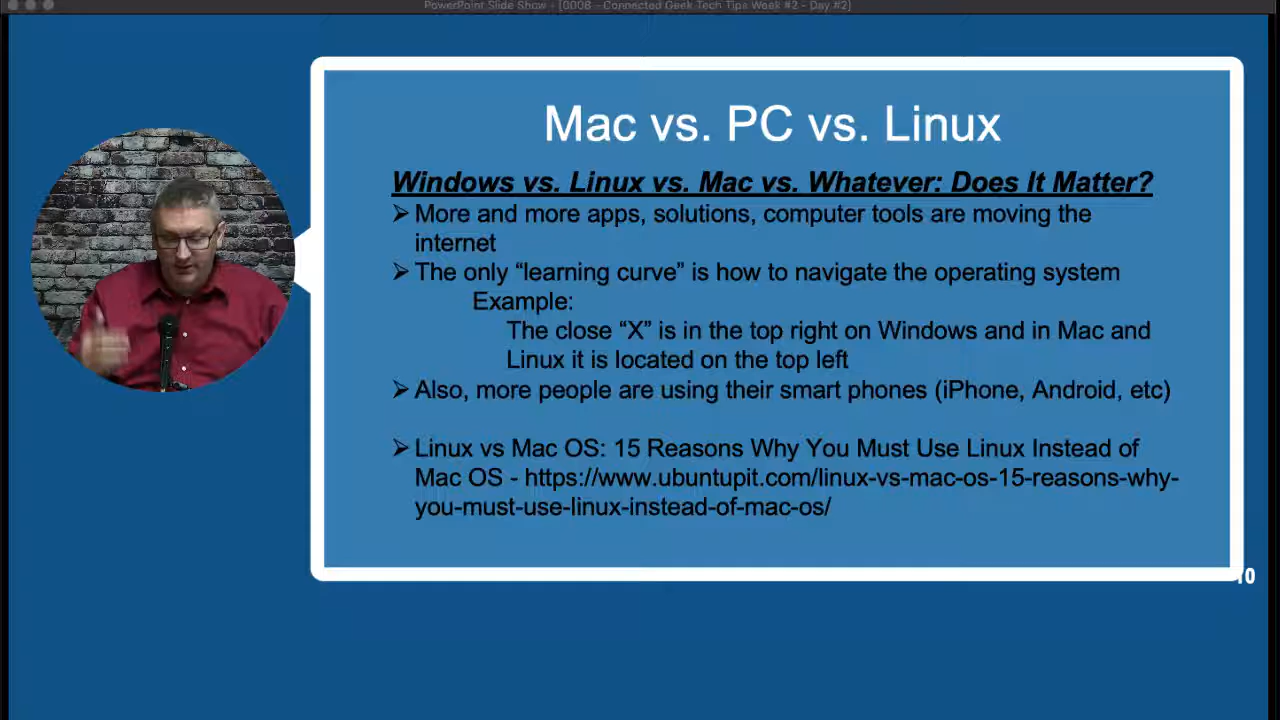 PowerPoint Slide Show - [0006 - Connected Geek Tech Tips Week #2 - Day #2]
Mac vs. PC vs. Linux
Windows vs. Linux vs. Mac vs. Whatever: Does It Matter?
➢ More and more apps, solutions, computer tools are moving the
internet
➢ The only “learning curve” is how to navigate the operating system
Example:
The close “X” is in the top right on Windows and in Mac and
Linux it is located on the top left
➢ Also, more people are using their smart phones (iPhone, Android, etc)
➢ Linux vs Mac OS: 15 Reasons Why You Must Use Linux Instead of
Mac OS - https://www.ubuntupit.com/linux-vs-mac-os-15-reasons-why-
you-must-use-linux-instead-of-mac-os/
10